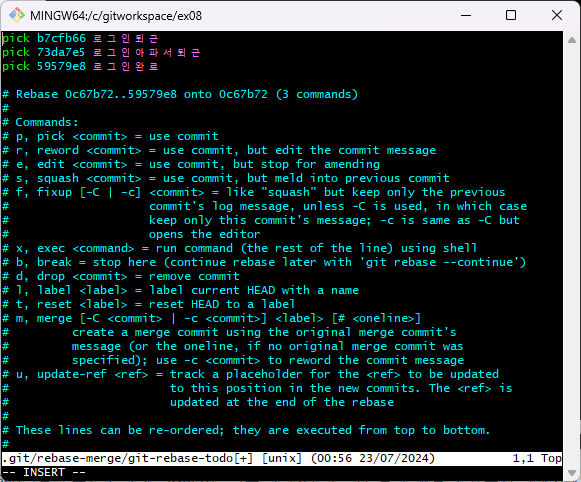 MINGW64:/c/gitworkspace/ex08
pick b7cfb66 로그인퇴근
pick 73da7e5 로그인아파서퇴근
pick 59579e8 로그인완료
# Rebase 0c67b72..59579e8 onto 0c67b72 (3 commands)
#
# Commands:
# p, pick <commit> = use commit
# r, reword <commit> = use commit, but edit the commit message
# e, edit <commit> = use commit, but stop for amending
# s, squash <commit> = use commit, but meld into previous commit
# f, fixup [-C | -c] <commit> = like "squash" but keep only the previous
#                    commit's log message, unless -C is used, in which case
#                    keep only this commit's message; -c is same as -C but
#                    opens the editor
# x, exec <command> = run command (the rest of the line) using shell
# b, break = stop here (continue rebase later with 'git rebase --continue')
# d, drop <commit> = remove commit
# l, label <label> = label current HEAD with a name
# t, reset <label> = reset HEAD to a label
# m, merge [-C <commit> | -c <commit>] <label> [# <oneline>]
#         create a merge commit using the original merge commit's
#         message (or the oneline, if no original merge commit was
#         specified); use -c <commit> to reword the commit message
# u, update-ref <ref> = track a placeholder for the <ref> to be updated
#                       to this position in the new commits. The <ref> is
#                       updated at the end of the rebase
#
# These lines can be re-ordered; they are executed from top to bottom.
#
.git/rebase-merge/git-rebase-todo[+] [unix] (00:56 23/07/2024) 1,1 Top
-- INSERT --